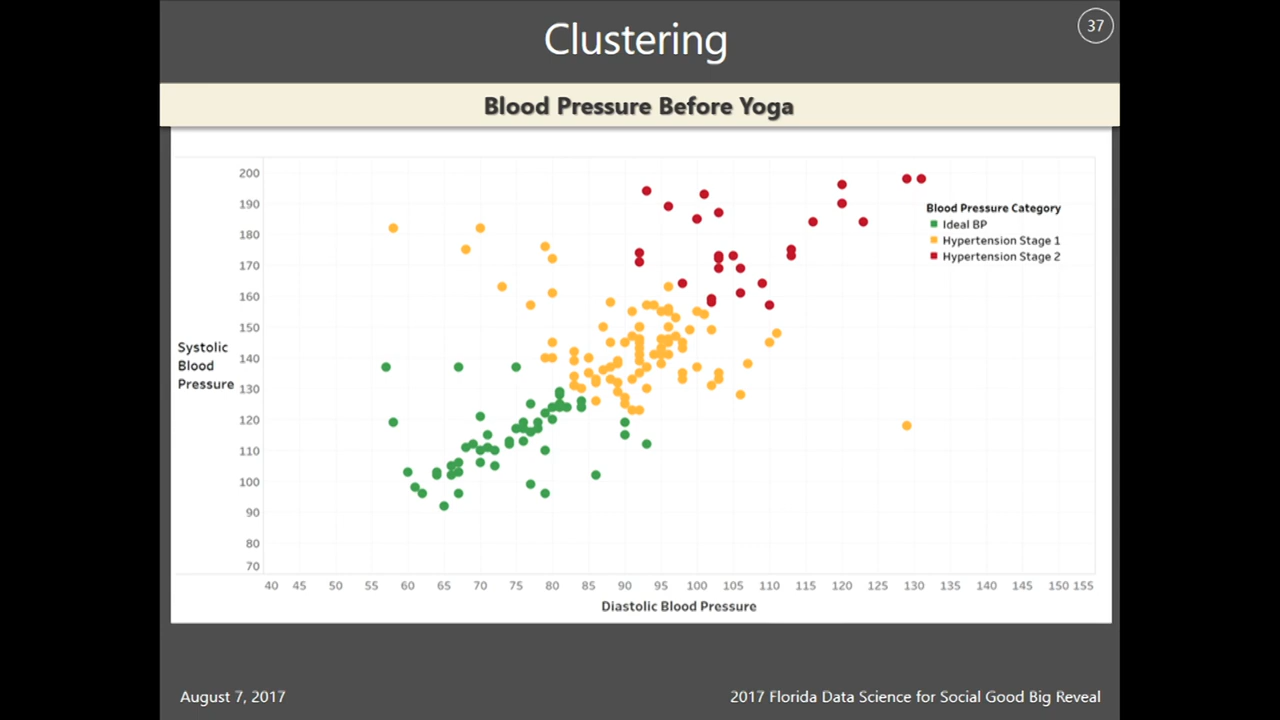 Clustering
37
Blood Pressure Before Yoga
200
190
180
170
160
150
140
130
120
110
100
90
80
70
Systolic
Blood
Pressure
Blood Pressure Category
Ideal BP
Hypertension Stage 1
Hypertension Stage 2
40 45 50 55 60 65 70 75 80 85 90 95 100 105 110 115 120 125 130 135 140 145 150 155
Diastolic Blood Pressure
August 7, 2017
2017 Florida Data Science for Social Good Big Reveal